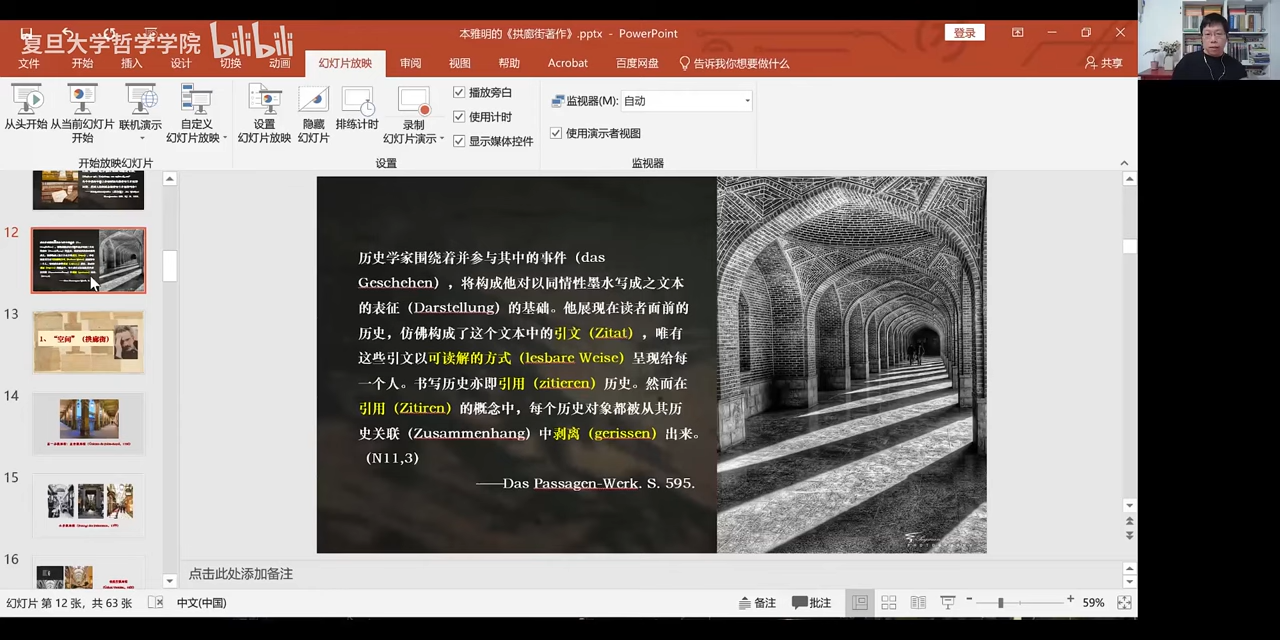 复旦大学哲学学院 bilibili
本雅明的《拱廊街著作》.pptx - PowerPoint
登录
文件 开始 插入 设计 切换 动画 幻灯片放映 审阅 视图 帮助 Acrobat 百度网盘 告诉我你想要做什么 共享
从头开始 从当前幻灯片开始 联机演示 自定义幻灯片放映 设置幻灯片放映 隐藏幻灯片 排练计时 录制幻灯片演示
播放旁白
使用计时
显示媒体控件
监视器(M): 自动
使用演示者视图
开始放映幻灯片 设置 监视器
12
13
1、“空间”（拱廊街）
14
15
16
历史学家围绕着并参与其中的事件（das
Geschehen），将构成他对以同情性墨水写成之文本
的表征（Darstellung）的基础。他展现在读者面前的
历史，仿佛构成了这个文本中的引文（Zitat），唯有
这些引文以可读解的方式（lesbare Weise）呈现给每
一个人。书写历史亦即引用（zitieren）历史。然而在
引用（Zitiren）的概念中，每个历史对象都被从其历
史关联（Zusammenhang）中剥离（gerissen）出来。
（N11,3）
——Das Passagen-Werk. S. 595.
点击此处添加备注
幻灯片 第 12 张，共 63 张 中文(中国) 备注 批注 59%